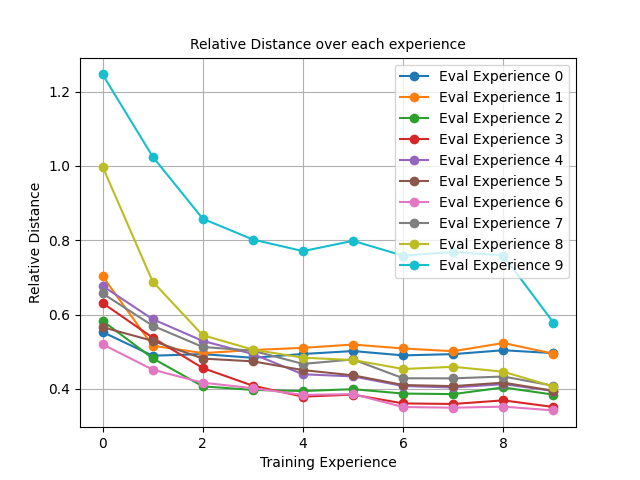 Relative Distance over each experience
Relative Distance
1.2
1.0
0.8
0.6
0.4
Eval Experience 0
Eval Experience 1
Eval Experience 2
Eval Experience 3
Eval Experience 4
Eval Experience 5
Eval Experience 6
Eval Experience 7
Eval Experience 8
Eval Experience 9
0 2 4 6 8
Training Experience